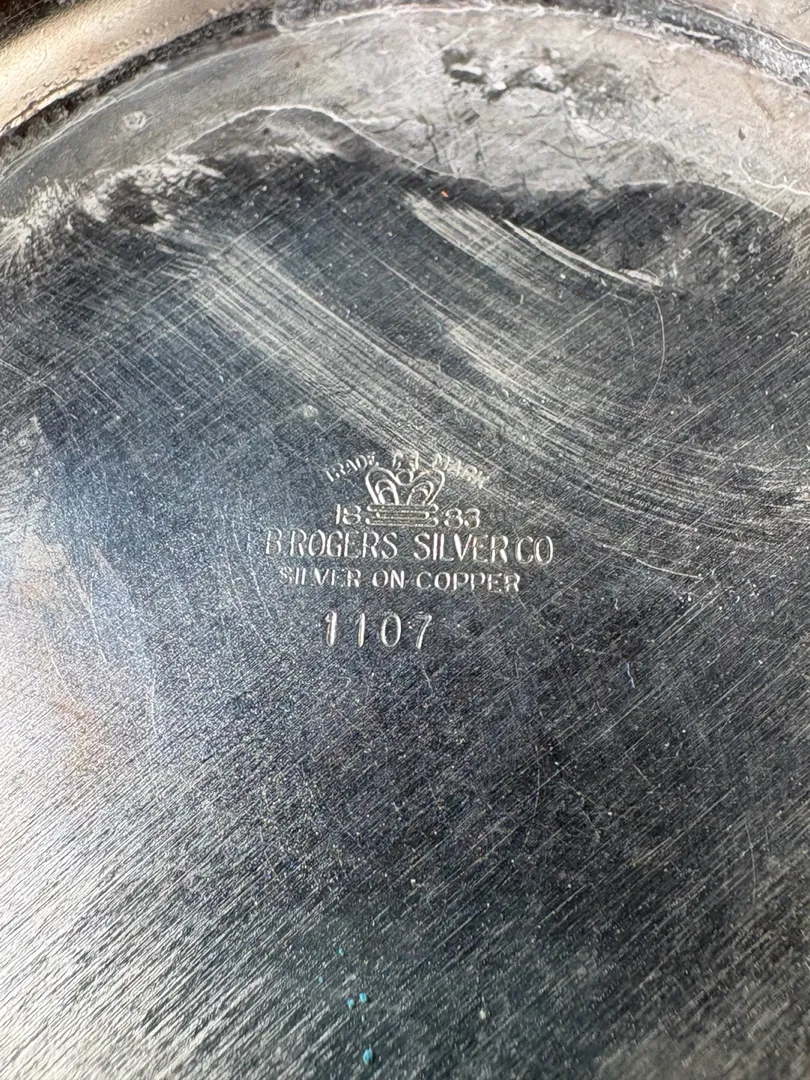 TRADE MARK
18 83
F.B. ROGERS SILVER CO
SILVER ON COPPER
1107